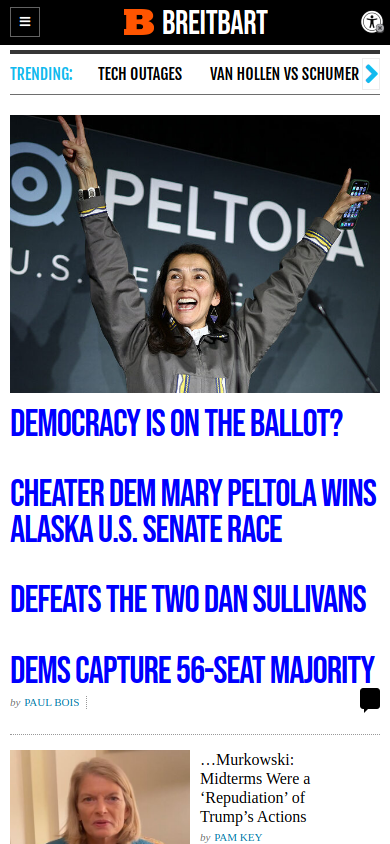 BREITBART
TRENDING: TECH OUTAGES VAN HOLLEN VS SCHUMER
PELTOLA
U.S. SE
DEMOCRACY IS ON THE BALLOT?
CHEATER DEM MARY PELTOLA WINS
ALASKA U.S. SENATE RACE
DEFEATS THE TWO DAN SULLIVANS
DEMS CAPTURE 56-SEAT MAJORITY
by PAUL BOIS
…Murkowski:
Midterms Were a
‘Repudiation’ of
Trump’s Actions
by PAM KEY